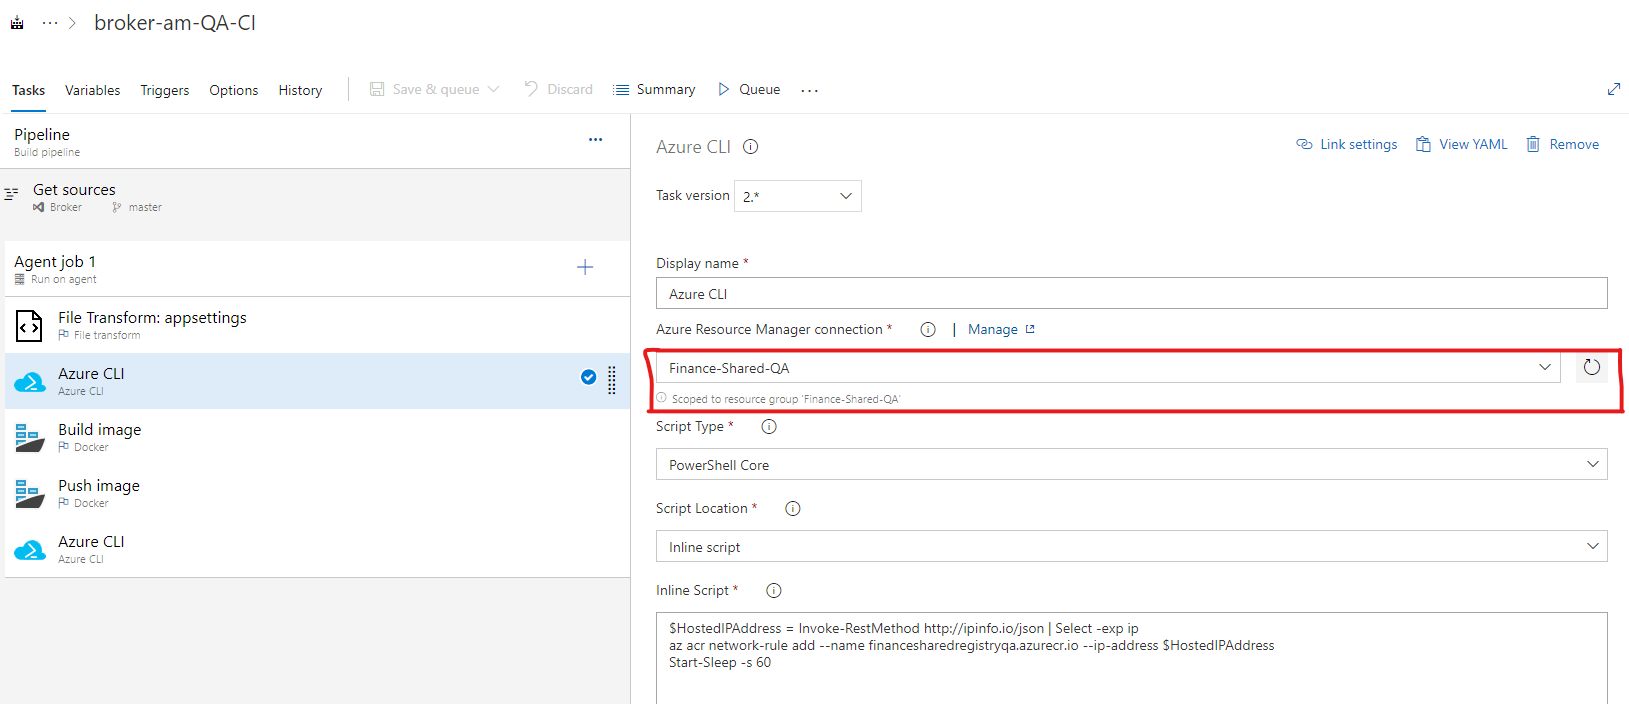 ··· > broker-am-QA-CI
Tasks Variables Triggers Options History Save & queue Discard Summary Queue ...
Pipeline ...
Build pipeline
Get sources
Broker master
Agent job 1
Run on agent
File Transform: appsettings
File transform
Azure CLI
Azure CLI
Build image
Docker
Push image
Docker
Azure CLI
Azure CLI
Azure CLI
Link settings View YAML Remove
Task version 2.*
Display name *
Azure CLI
Azure Resource Manager connection * | Manage
Finance-Shared-QA
Scoped to resource group 'Finance-Shared-QA'
Script Type *
PowerShell Core
Script Location *
Inline script
Inline Script *
$HostedIPAddress = Invoke-RestMethod http://ipinfo.io/json | Select -exp ip
az acr network-rule add --name financesharedregistryqa.azurecr.io --ip-address $HostedIPAddress
Start-Sleep -s 60